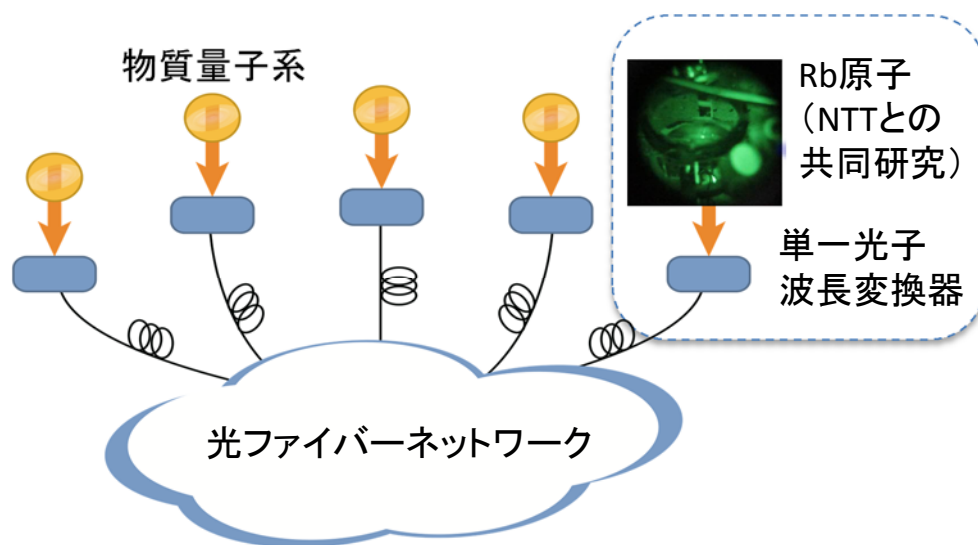 物質量子系
Rb原子
（NTTとの
共同研究）
単一光子
波長変換器
光ファイバーネットワーク